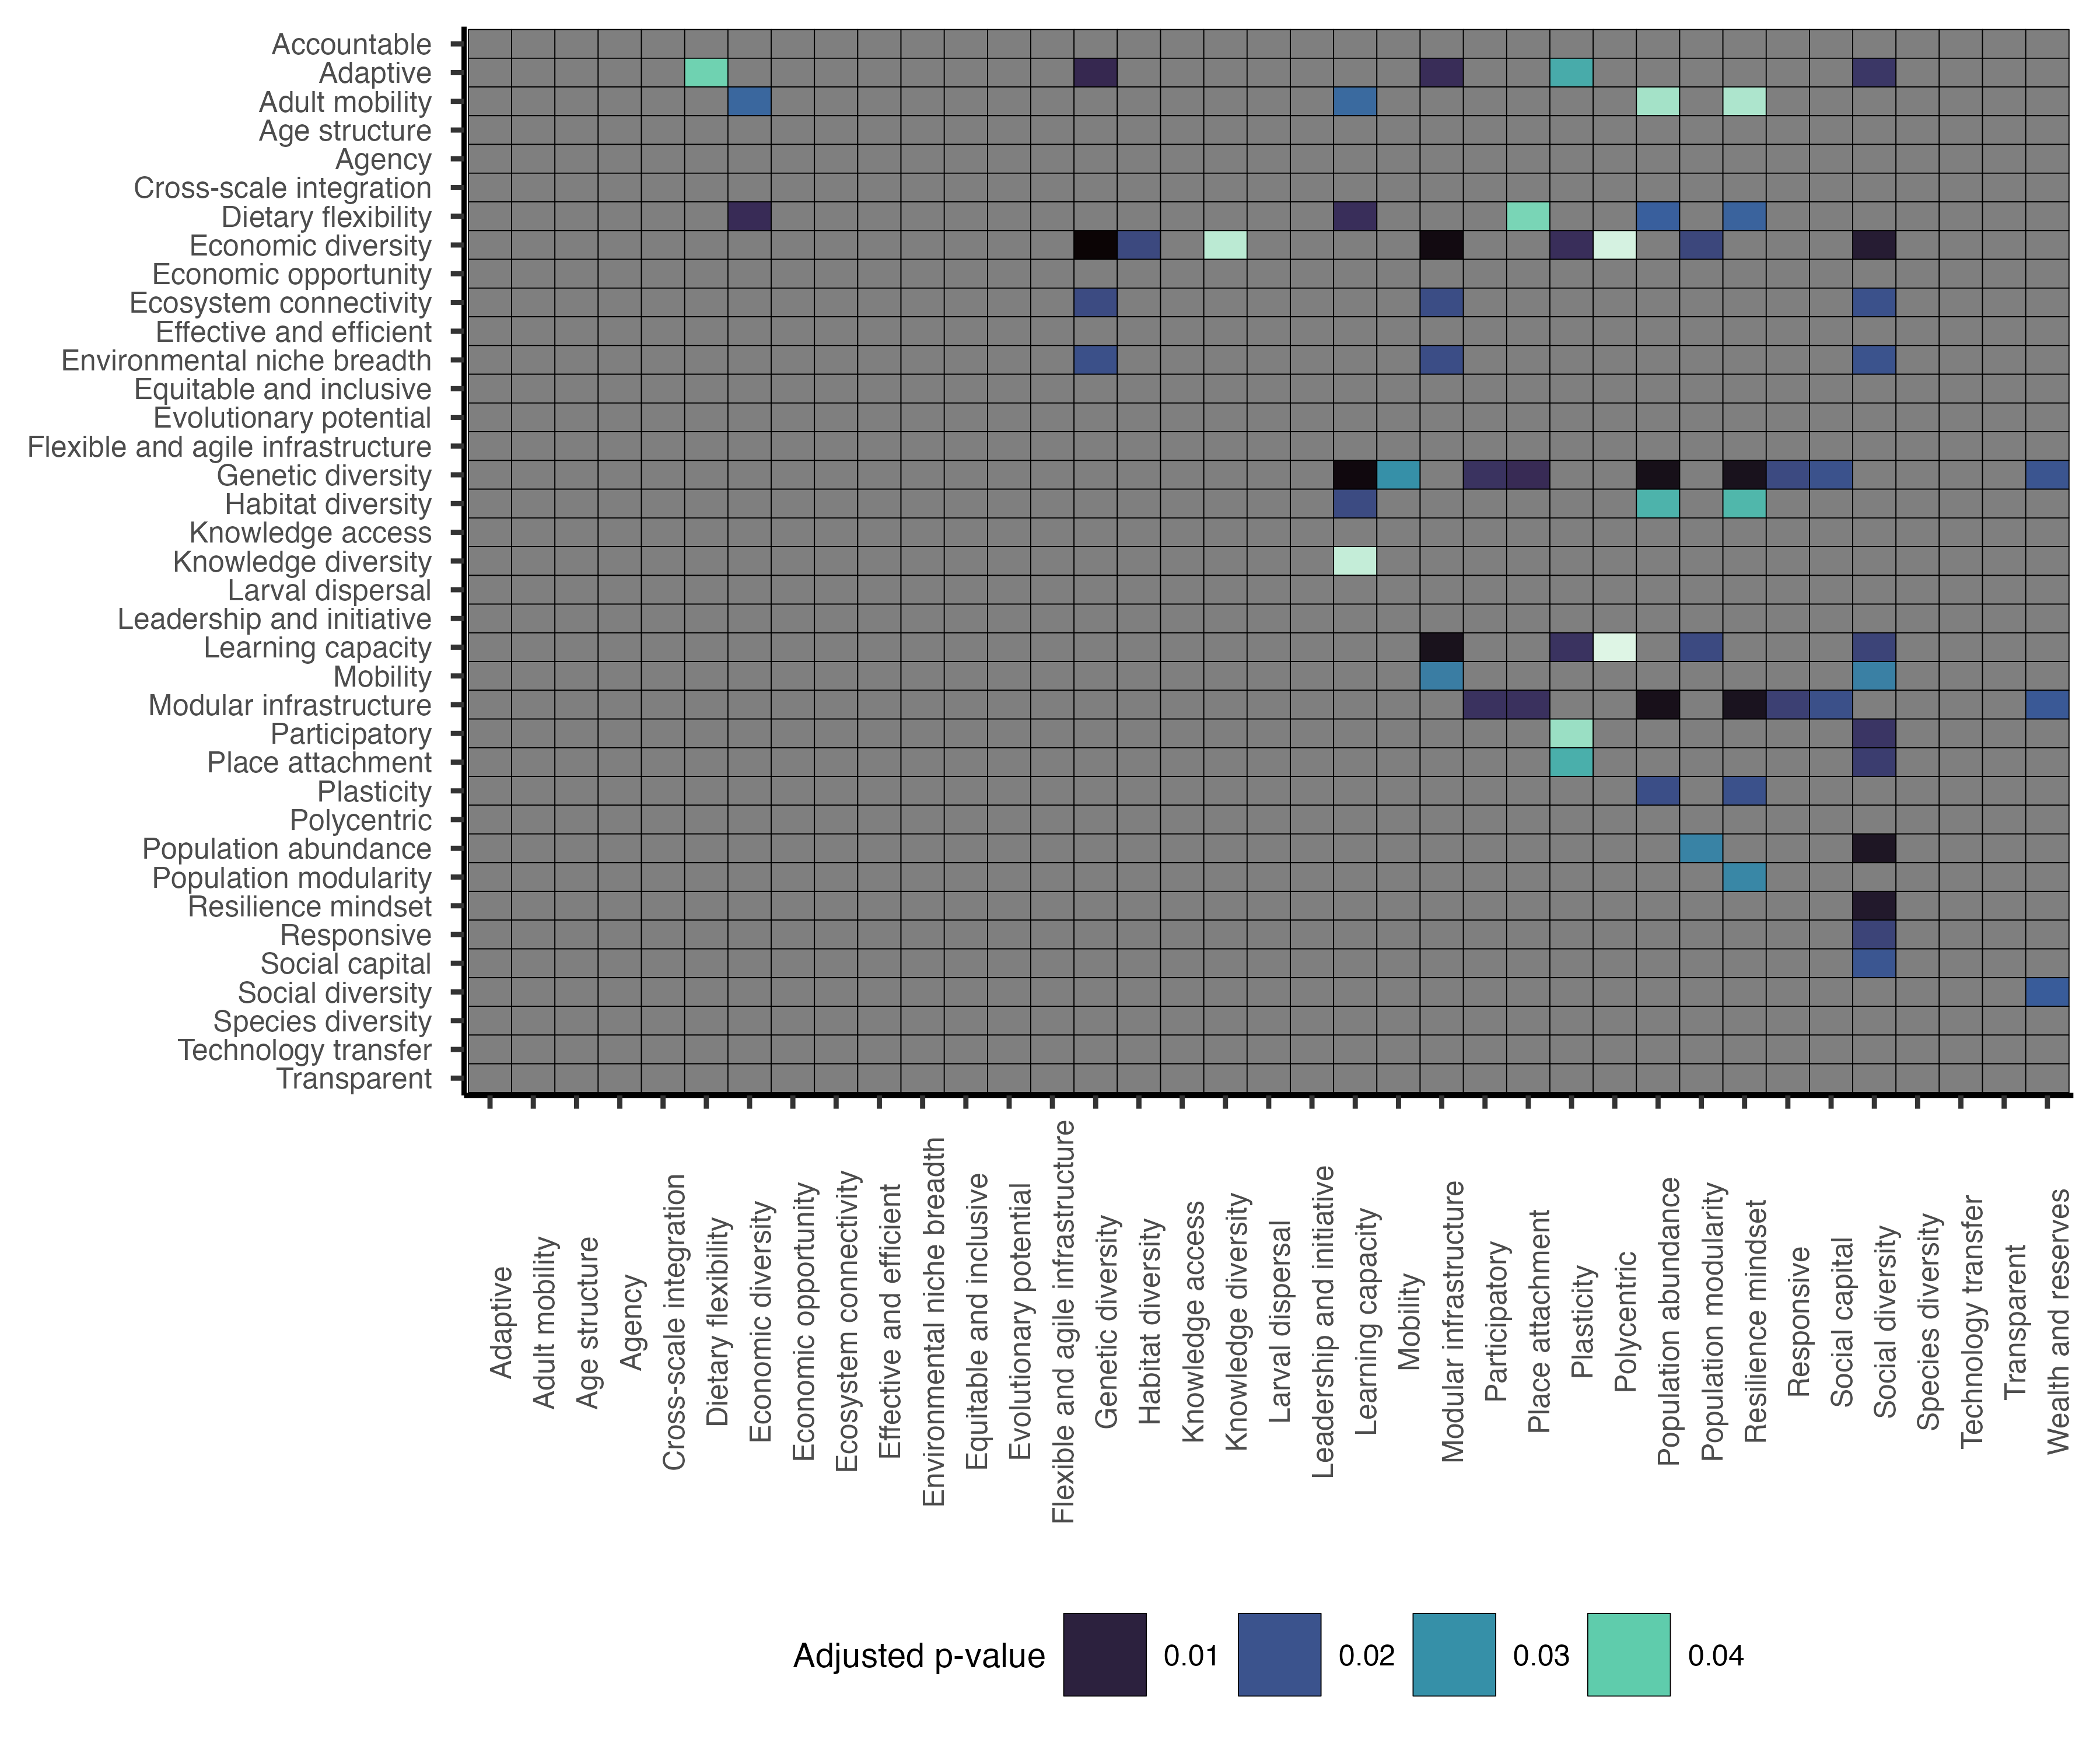 Accountable
Adaptive
Adult mobility
Age structure
Agency
Cross-scale integration
Dietary flexibility
Economic diversity
Economic opportunity
Ecosystem connectivity
Effective and efficient
Environmental niche breadth
Equitable and inclusive
Evolutionary potential
Flexible and agile infrastructure
Genetic diversity
Habitat diversity
Knowledge access
Knowledge diversity
Larval dispersal
Leadership and initiative
Learning capacity
Mobility
Modular infrastructure
Participatory
Place attachment
Plasticity
Polycentric
Population abundance
Population modularity
Resilience mindset
Responsive
Social capital
Social diversity
Species diversity
Technology transfer
Transparent
Adaptive
Adult mobility
Age structure
Agency
Cross-scale integration
Dietary flexibility
Economic diversity
Economic opportunity
Ecosystem connectivity
Effective and efficient
Environmental niche breadth
Equitable and inclusive
Evolutionary potential
Flexible and agile infrastructure
Genetic diversity
Habitat diversity
Knowledge access
Knowledge diversity
Larval dispersal
Leadership and initiative
Learning capacity
Mobility
Modular infrastructure
Participatory
Place attachment
Plasticity
Polycentric
Population abundance
Population modularity
Resilience mindset
Responsive
Social capital
Social diversity
Species diversity
Technology transfer
Transparent
Wealth and reserves
Adjusted p-value 0.01 0.02 0.03 0.04